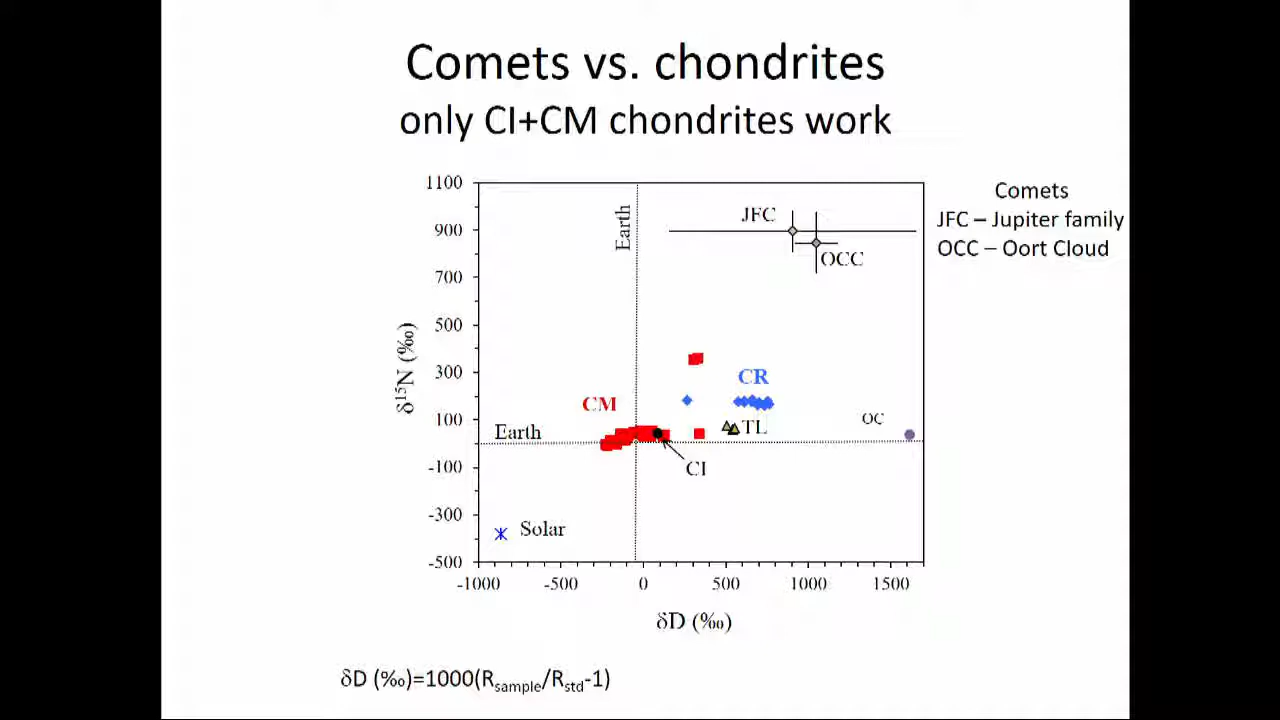 Comets vs. chondrites
only CI+CM chondrites work
1100
900
700
500
300
100
-100
-300
-500
δ15N (‰)
Earth
JFC
OCC
CR
CM
TL
OC
Earth
CI
Solar
-1000 -500 0 500 1000 1500
δD (‰)
Comets
JFC – Jupiter family
OCC – Oort Cloud
δD (‰)=1000(Rsample/Rstd-1)